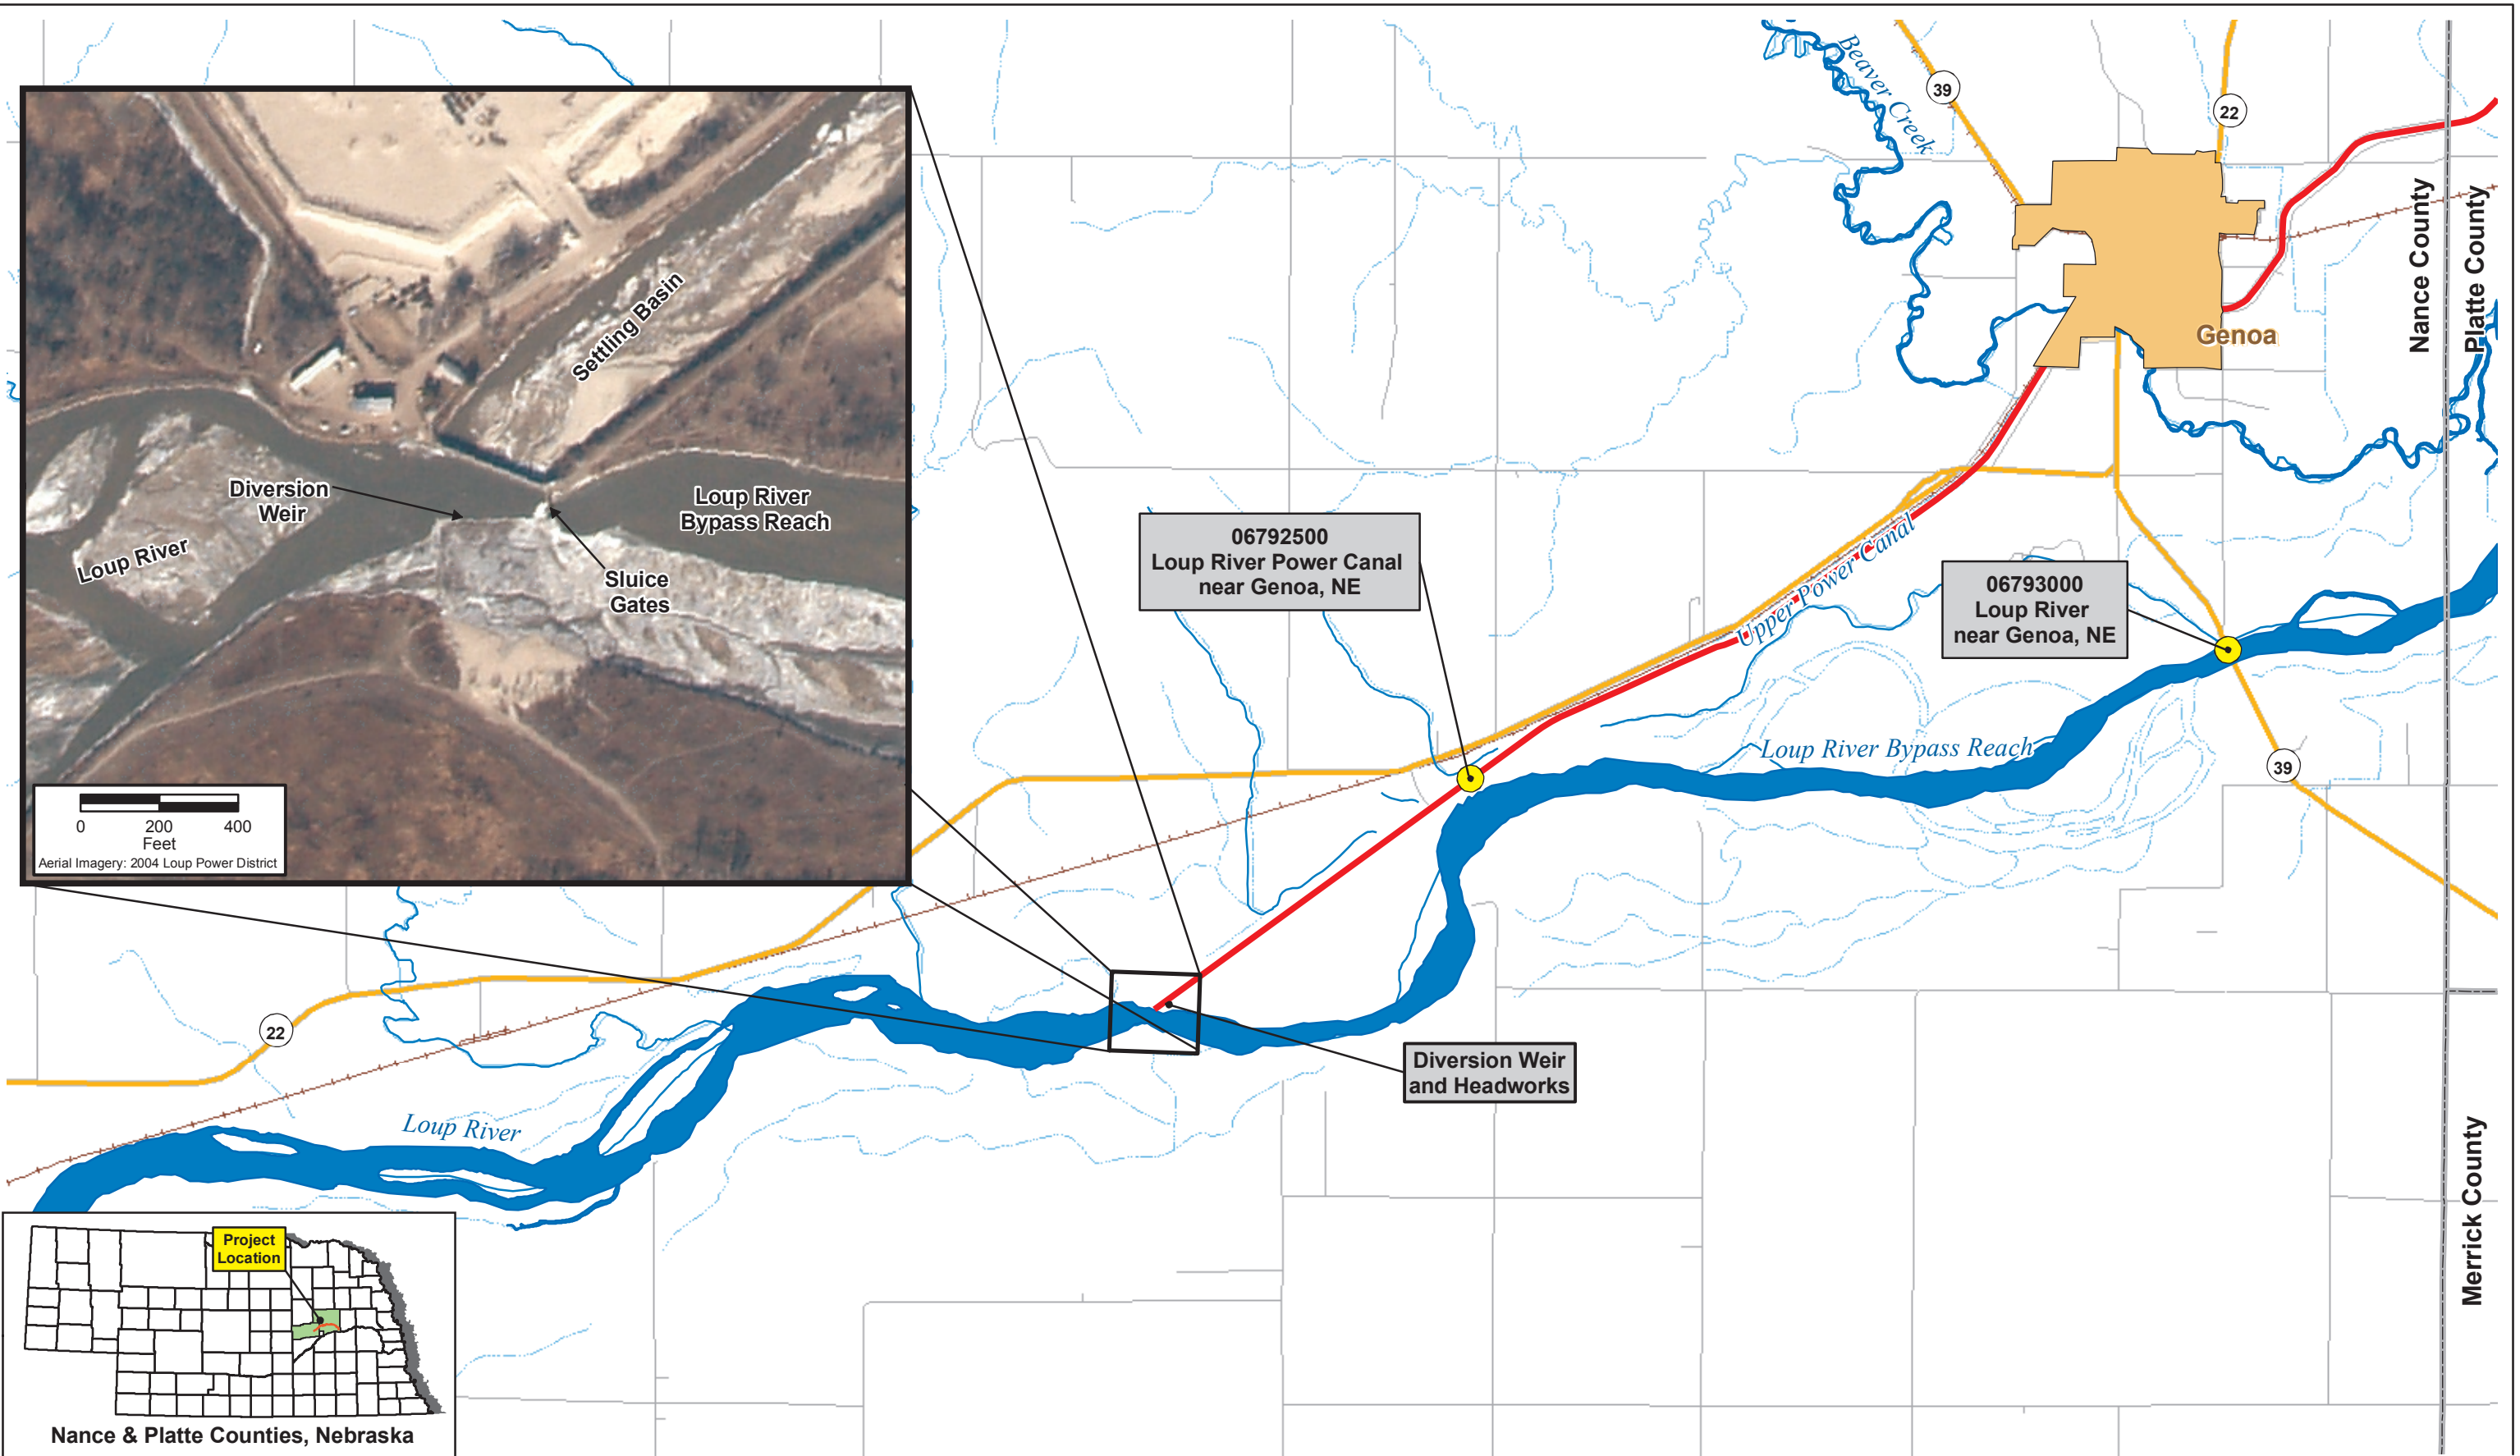 Beaver Creek
39
22
Nance County
Platte County
Genoa
Settling Basin
Diversion
Weir
Loup River
Bypass Reach
Loup River
Sluice
Gates
0 200 400
Feet
Aerial Imagery: 2004 Loup Power District
06792500
Loup River Power Canal
near Genoa, NE
Upper Power Canal
06793000
Loup River
near Genoa, NE
Loup River Bypass Reach
39
22
Diversion Weir
and Headworks
Loup River
Merrick County
Project
Location
Nance & Platte Counties, Nebraska